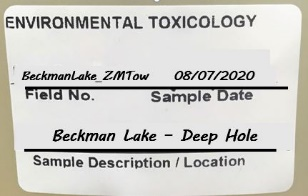 ENVIRONMENTAL TOXICOLOGY
BeckmanLake_ZMTow 08/07/2020
Field No. Sample Date
Beckman Lake - Deep Hole
Sample Description / Location